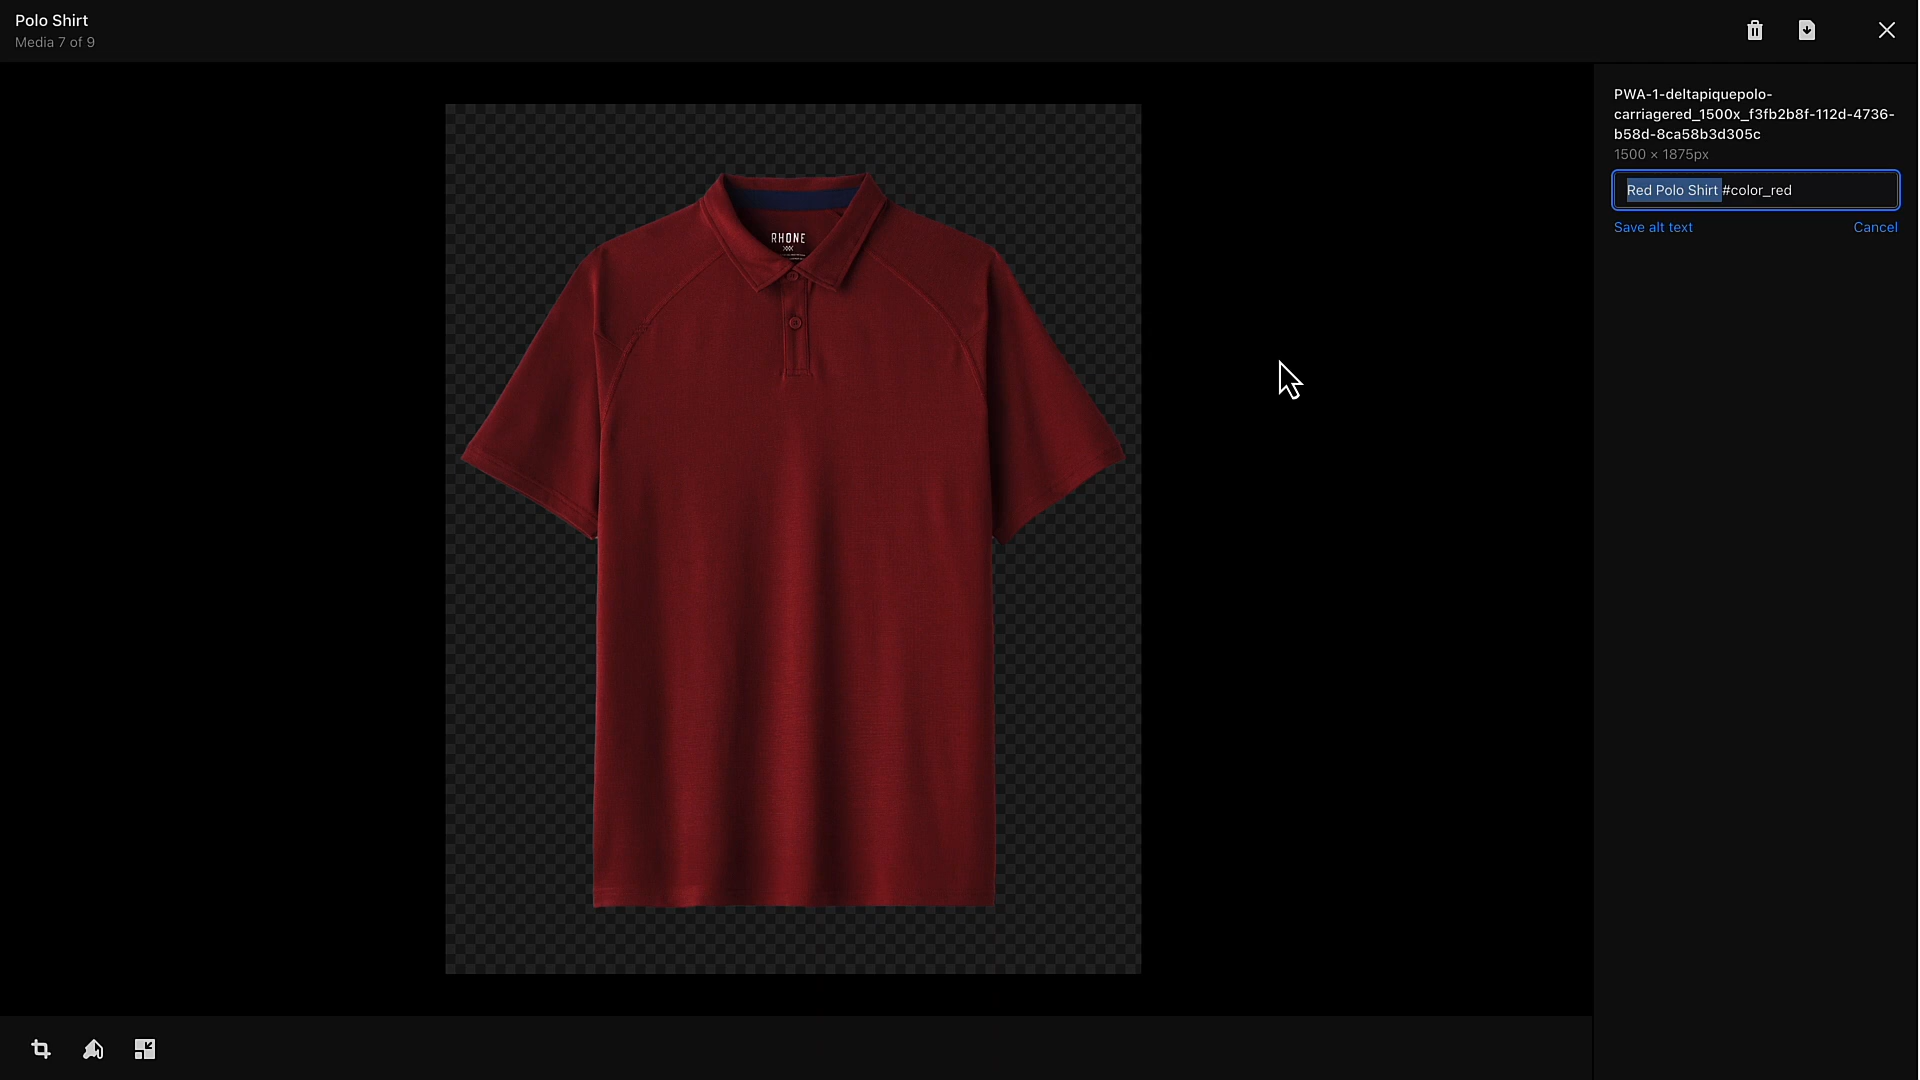 Polo Shirt
Media 7 of 9
PWA-1-deltapiquepolo-
carriagered_1500x_f3fb2b8f-112d-4736-
b58d-8ca58b3d305c
1500 × 1875px
Red Polo Shirt #color_red
Save alt text
Cancel
RHONE